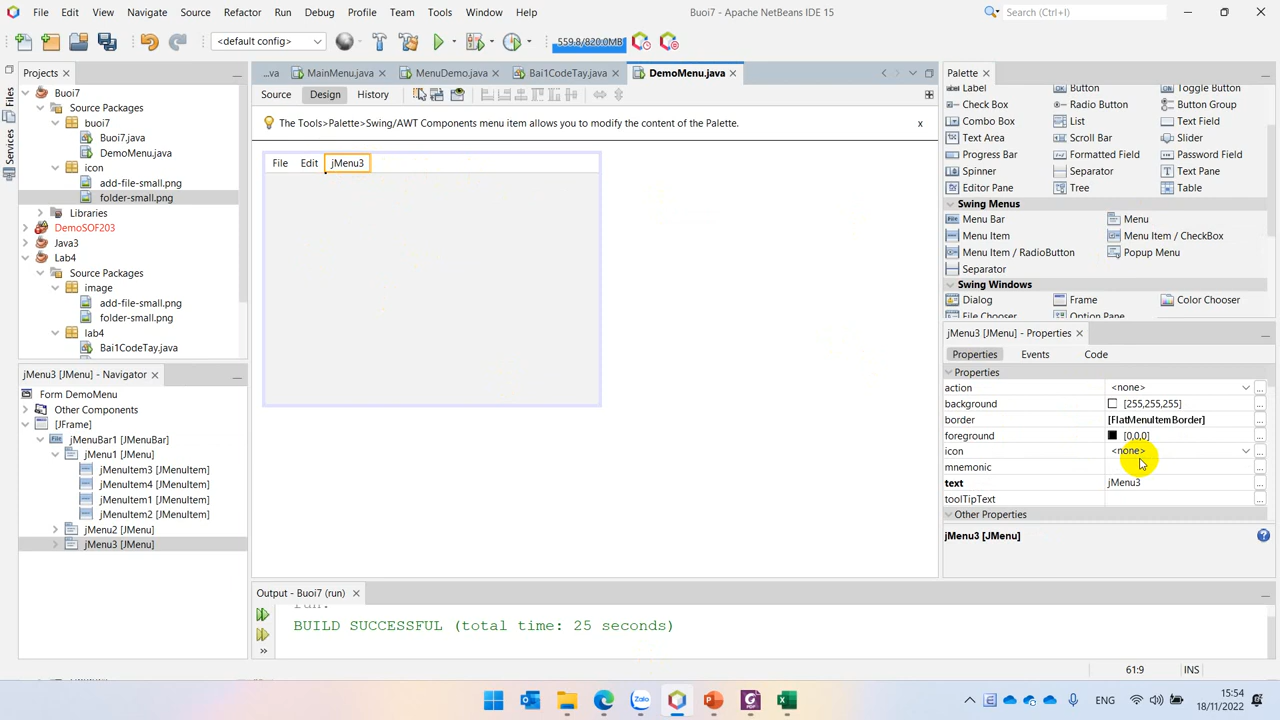 File Edit View Navigate Source Refactor Run Debug Profile Team Tools Window Help
Buoi7 - Apache NetBeans IDE 15
Search (Ctrl+I)
<default config>
559.8/820.0MB
Projects
..va MainMenu.java MenuDemo.java Bai1CodeTay.java DemoMenu.java
Palette
Files
Services
Buoi7
Source Packages
buoi7
Buoi7.java
DemoMenu.java
icon
add-file-small.png
folder-small.png
Libraries
DemoSOF203
Java3
Lab4
Source Packages
image
add-file-small.png
folder-small.png
lab4
Bai1CodeTay.java
Source Design History
The Tools>Palette>Swing/AWT Components menu item allows you to modify the content of the Palette.
x
File Edit jMenu3
Label Button Toggle Button
Check Box Radio Button Button Group
Combo Box List Text Field
Text Area Scroll Bar Slider
Progress Bar Formatted Field Password Field
Spinner Separator Text Pane
Editor Pane Tree Table
Swing Menus
Menu Bar Menu
Menu Item Menu Item / CheckBox
Menu Item / RadioButton Popup Menu
Separator
Swing Windows
Dialog Frame Color Chooser
File Chooser Option Pane
jMenu3 [JMenu] - Navigator
Form DemoMenu
Other Components
[JFrame]
jMenuBar1 [JMenuBar]
jMenu1 [JMenu]
jMenuItem3 [JMenuItem]
jMenuItem4 [JMenuItem]
jMenuItem1 [JMenuItem]
jMenuItem2 [JMenuItem]
jMenu2 [JMenu]
jMenu3 [JMenu]
jMenu3 [JMenu] - Properties
Properties Events Code
Properties
action <none> ...
background [255,255,255] ...
border [FlatMenuItemBorder] ...
foreground [0,0,0] ...
icon <none> ...
mnemonic ...
text jMenu3 ...
toolTipText ...
Other Properties
jMenu3 [JMenu]
Output - Buoi7 (run)
run:
BUILD SUCCESSFUL (total time: 25 seconds)
61:9 INS
Zalo
PDF
ENG
15:54
18/11/2022